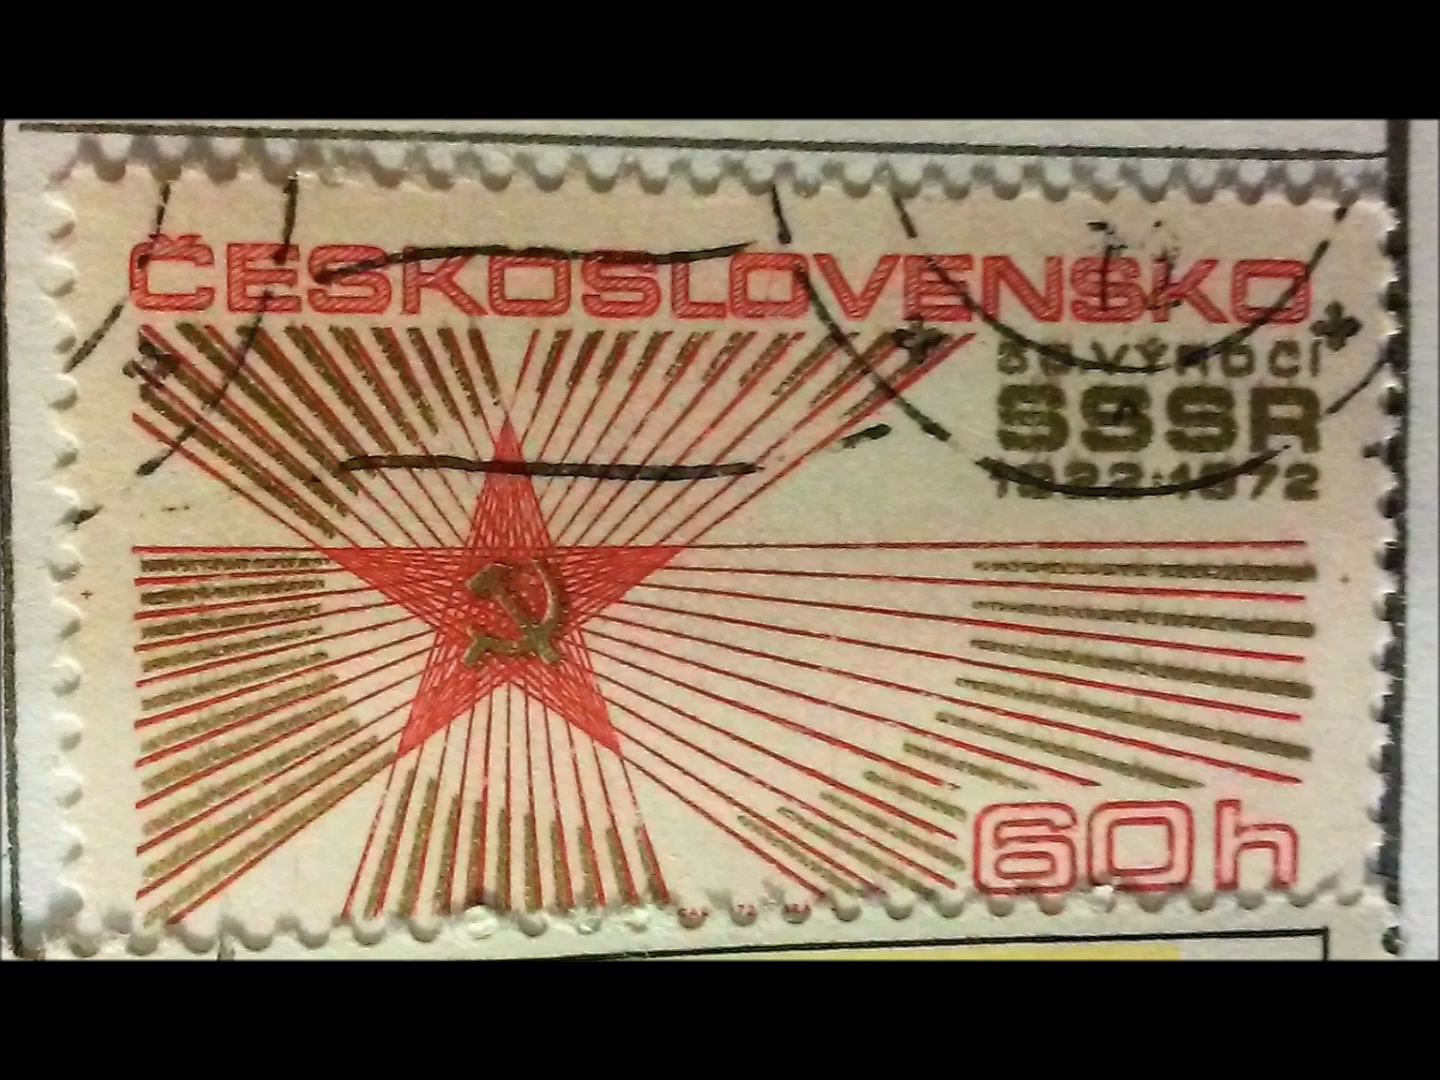 ČESKOSLOVENSKO
50.VÝROČÍ
SSSR
1922·1972
60h